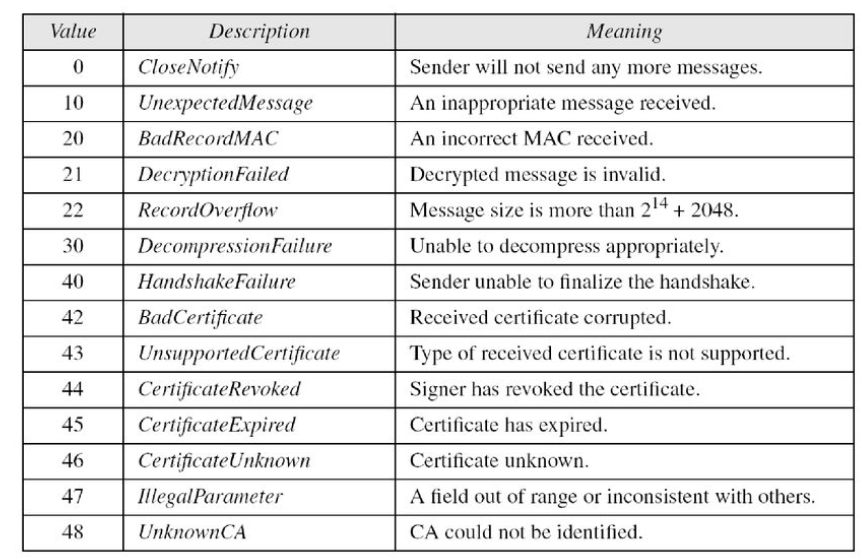 Value Description Meaning
0 CloseNotify Sender will not send any more messages.
10 UnexpectedMessage An inappropriate message received.
20 BadRecordMAC An incorrect MAC received.
21 DecryptionFailed Decrypted message is invalid.
22 RecordOverflow Message size is more than 2^14 + 2048.
30 DecompressionFailure Unable to decompress appropriately.
40 HandshakeFailure Sender unable to finalize the handshake.
42 BadCertificate Received certificate corrupted.
43 UnsupportedCertificate Type of received certificate is not supported.
44 CertificateRevoked Signer has revoked the certificate.
45 CertificateExpired Certificate has expired.
46 CertificateUnknown Certificate unknown.
47 IllegalParameter A field out of range or inconsistent with others.
48 UnknownCA CA could not be identified.